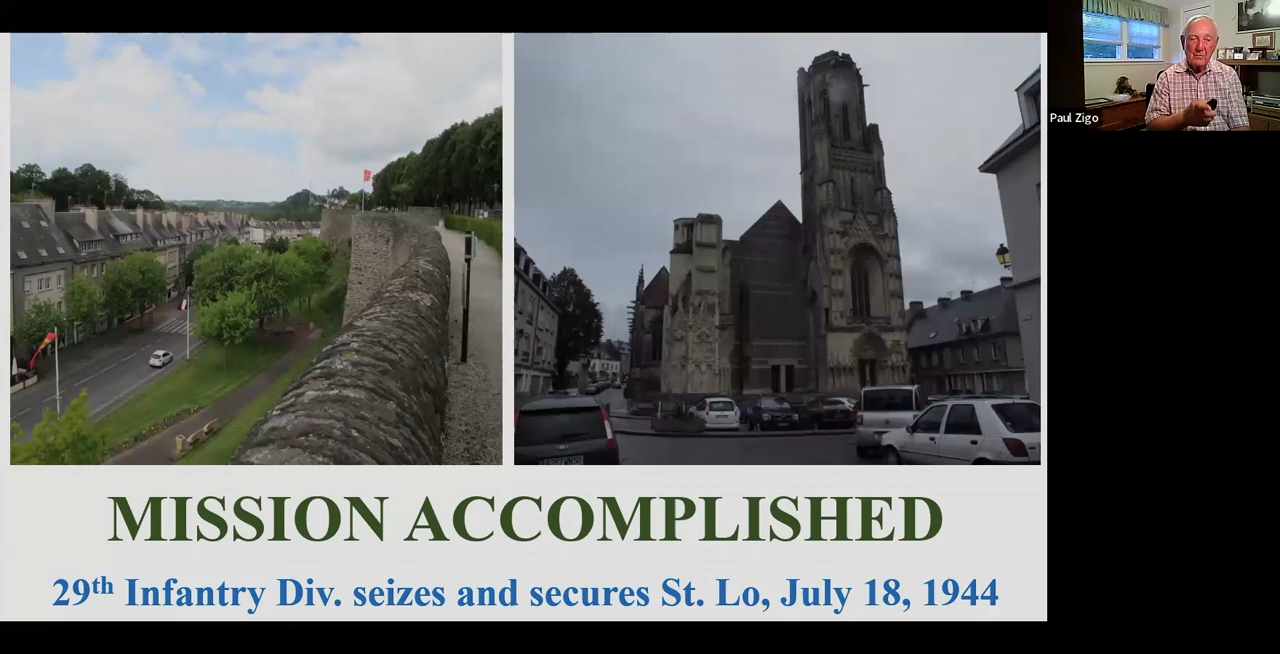 Paul Zigo
MISSION ACCOMPLISHED
29th Infantry Div. seizes and secures St. Lo, July 18, 1944